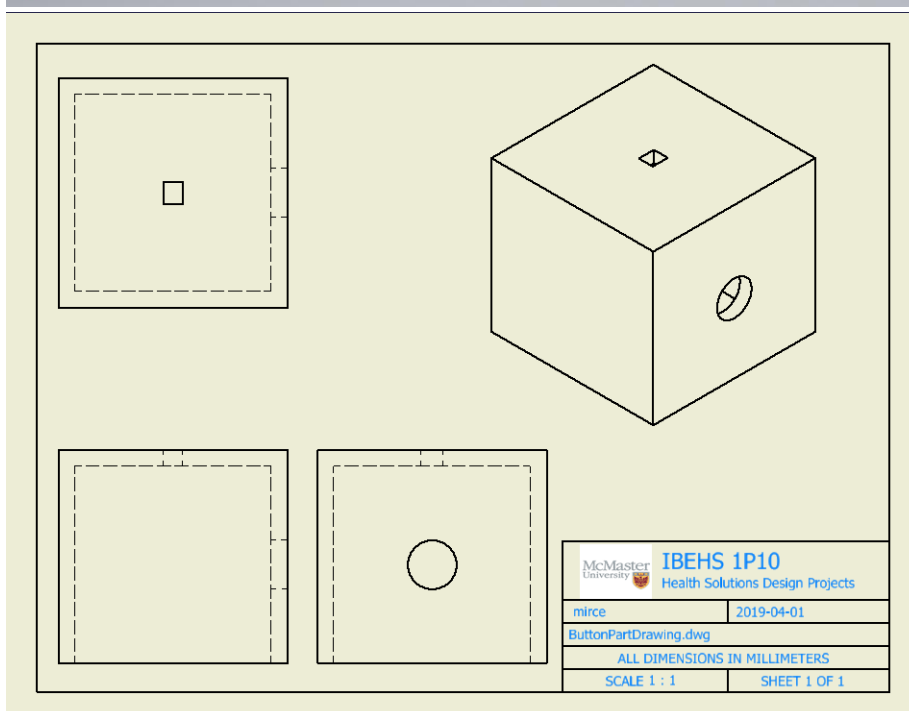 McMaster
University
IBEHS 1P10
Health Solutions Design Projects
mirce
2019-04-01
ButtonPartDrawing.dwg
ALL DIMENSIONS IN MILLIMETERS
SCALE 1 : 1
SHEET 1 OF 1